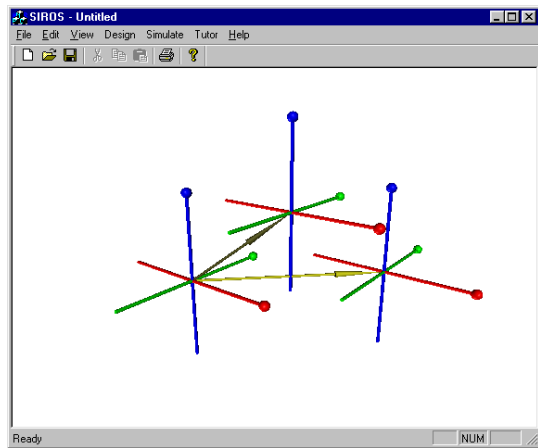 SIROS - Untitled
File Edit View Design Simulate Tutor Help
Ready NUM